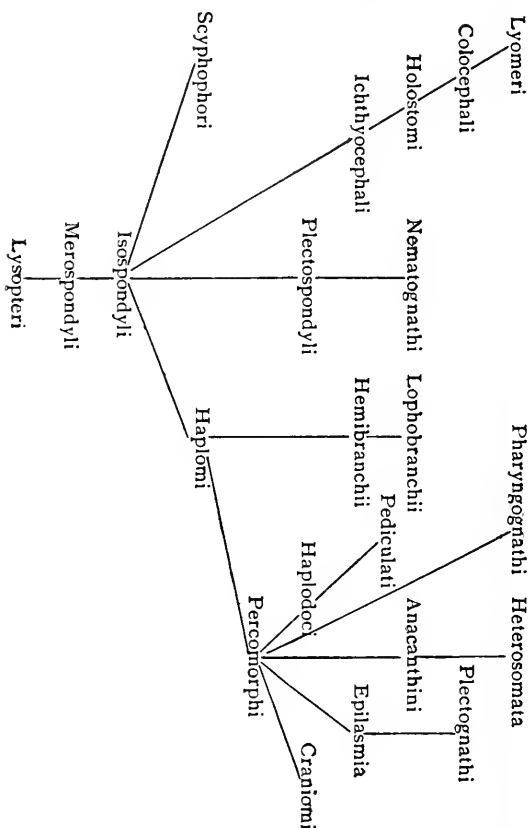 Lyomeri
Pharyngognathi
Heterosomata
Colocephali
Plectognathi
Holostomi
Nematognathi
Lophobranchii
Anacanthini
Pediculati
Ichthyocephali
Hemibranchii
Epilasmia
Plectospondyli
Haplodoci
Craniomi
Percomorphi
Scyphophori
Haplomi
Isospondyli
Merospondyli
Lysopteri